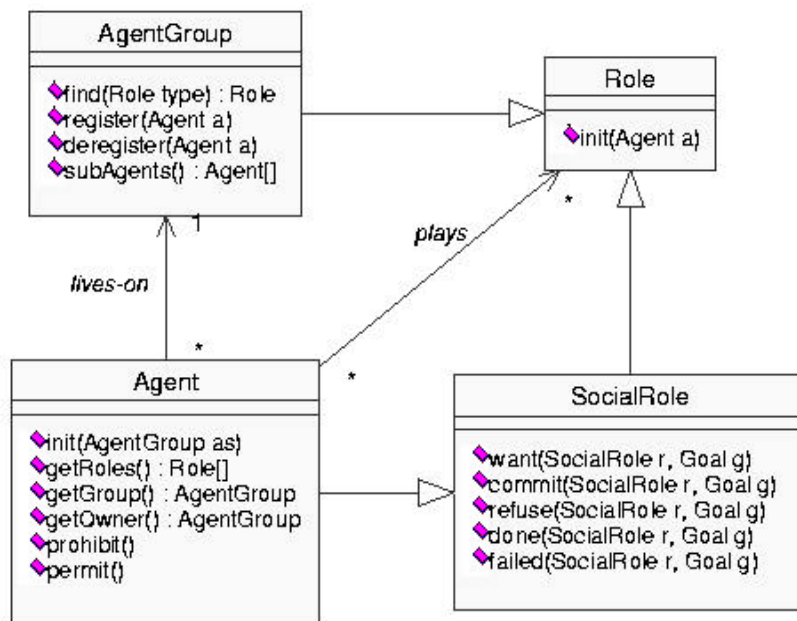 AgentGroup
find(Role type) : Role
register(Agent a)
deregister(Agent a)
subAgents() : Agent[]
Role
init(Agent a)
1
*
plays
lives-on
*
*
Agent
init(AgentGroup as)
getRoles() : Role[]
getGroup() : AgentGroup
getOwner() : AgentGroup
prohibit()
permit()
SocialRole
want(SocialRole r, Goal g)
commit(SocialRole r, Goal g)
refuse(SocialRole r, Goal g)
done(SocialRole r, Goal g)
failed(SocialRole r, Goal g)